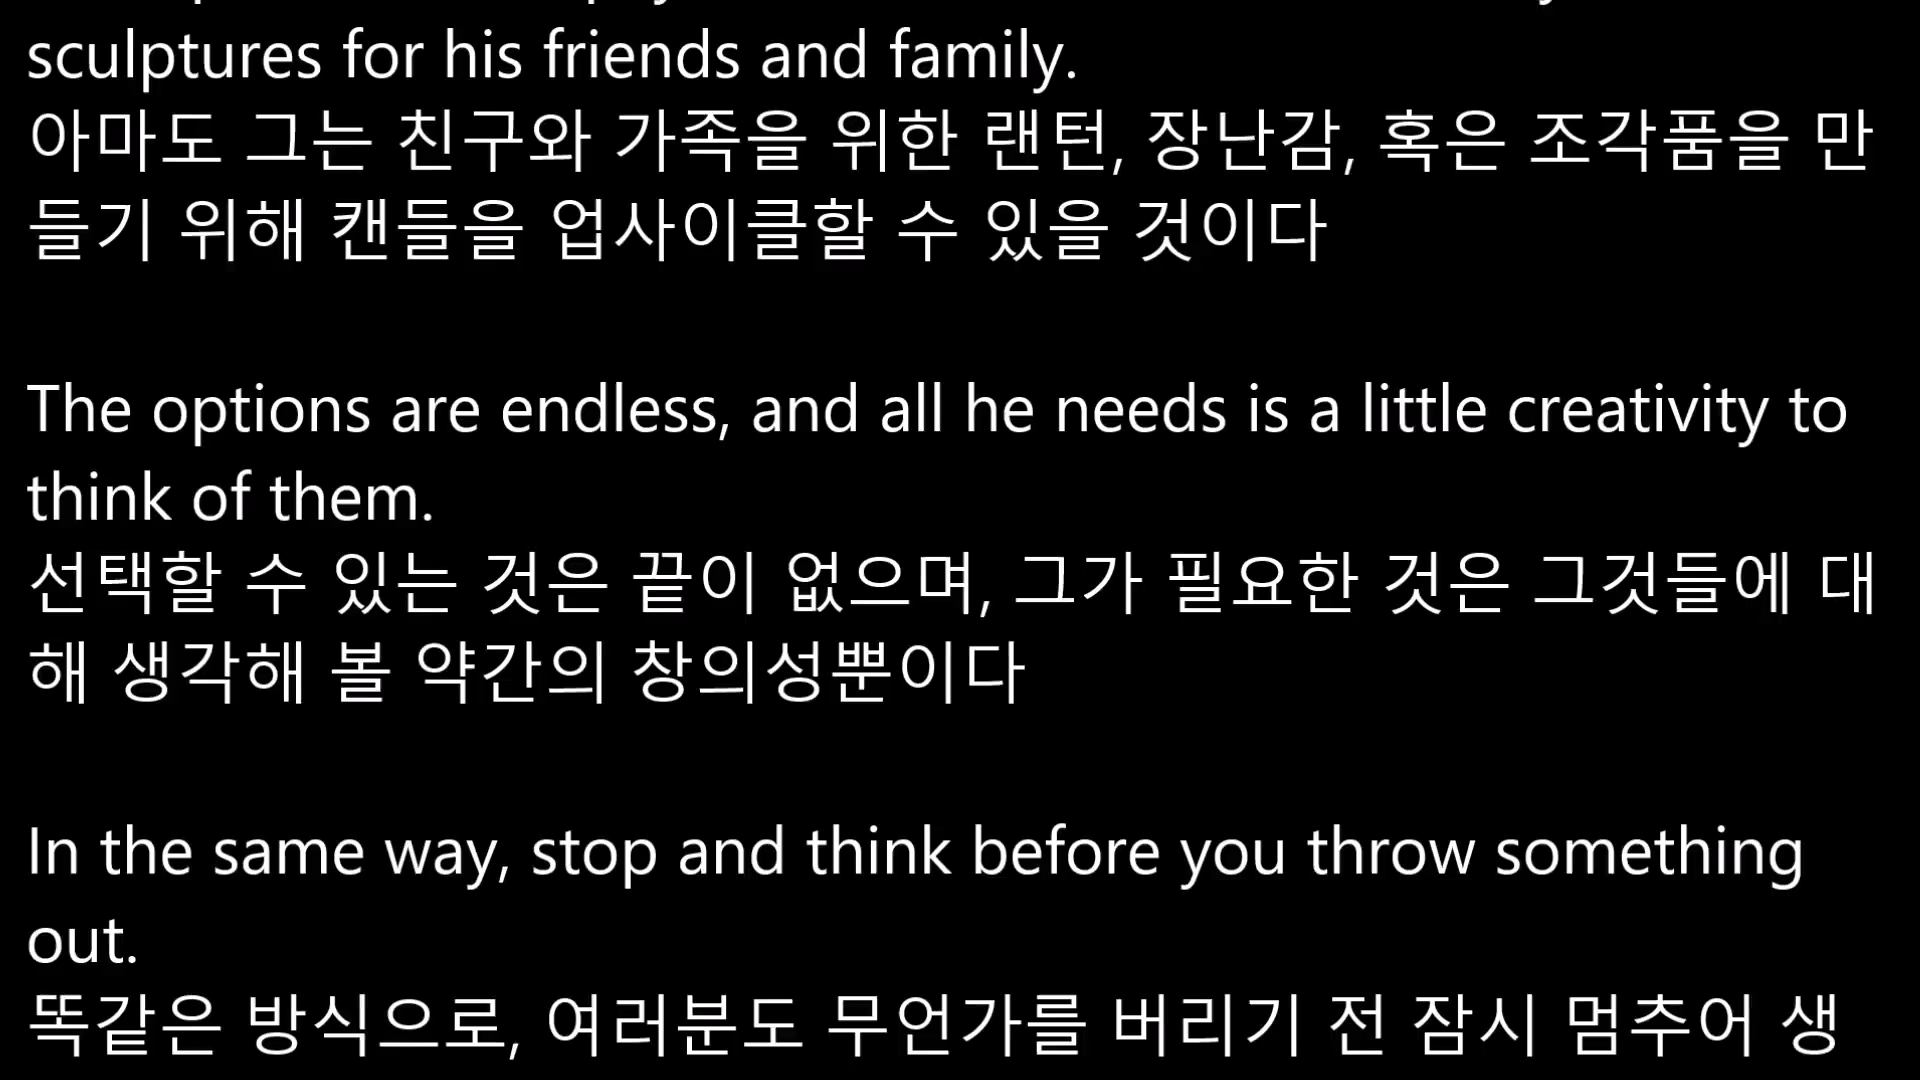 sculptures for his friends and family.
아마도 그는 친구와 가족을 위한 랜턴, 장난감, 혹은 조각품을 만
들기 위해 캔들을 업사이클할 수 있을 것이다
The options are endless, and all he needs is a little creativity to
think of them.
선택할 수 있는 것은 끝이 없으며, 그가 필요한 것은 그것들에 대
해 생각해 볼 약간의 창의성뿐이다
In the same way, stop and think before you throw something
out.
똑같은 방식으로, 여러분도 무언가를 버리기 전 잠시 멈추어 생